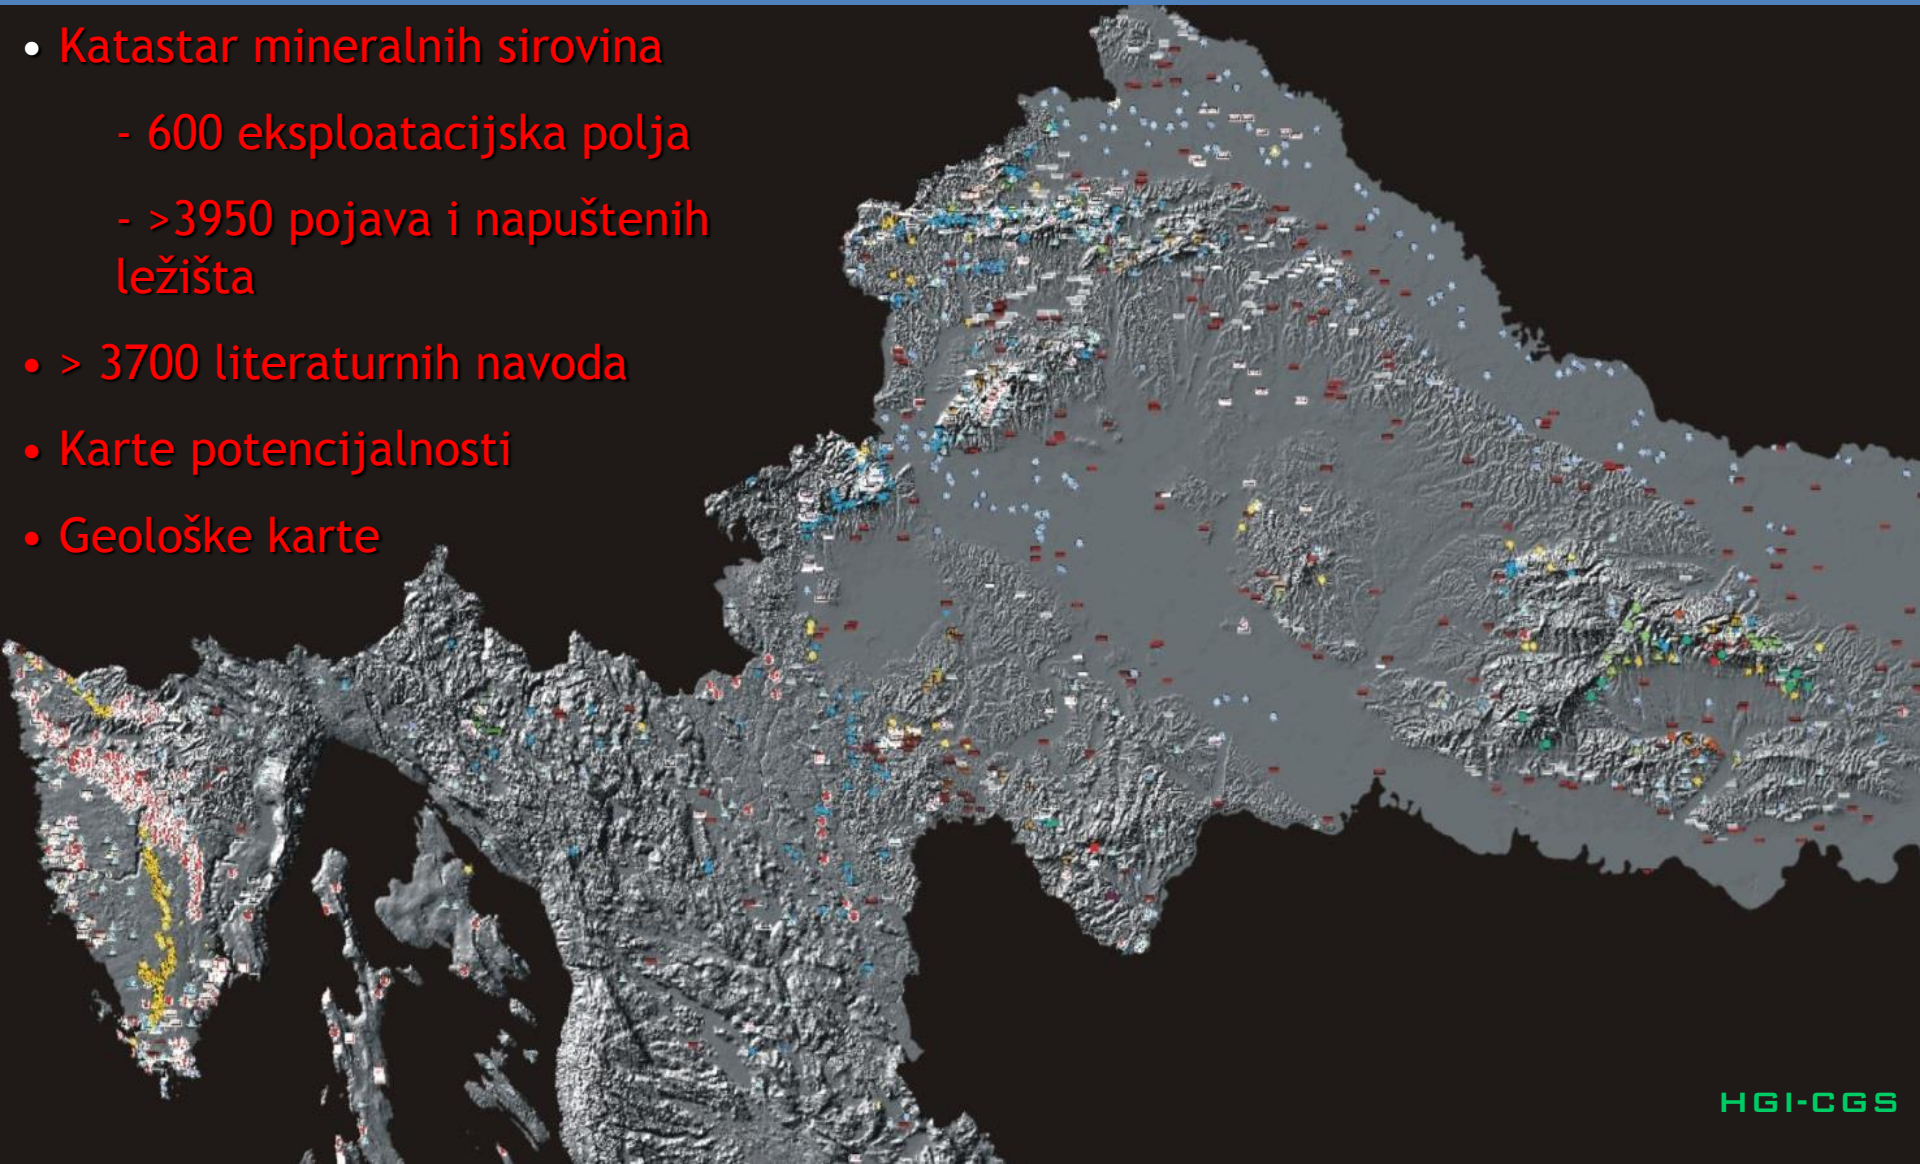 • Katastar mineralnih sirovina
- 600 eksploatacijska polja
- >3950 pojava i napuštenih
ležišta
• > 3700 literaturnih navoda
• Karte potencijalnosti
• Geološke karte
HGI-CGS